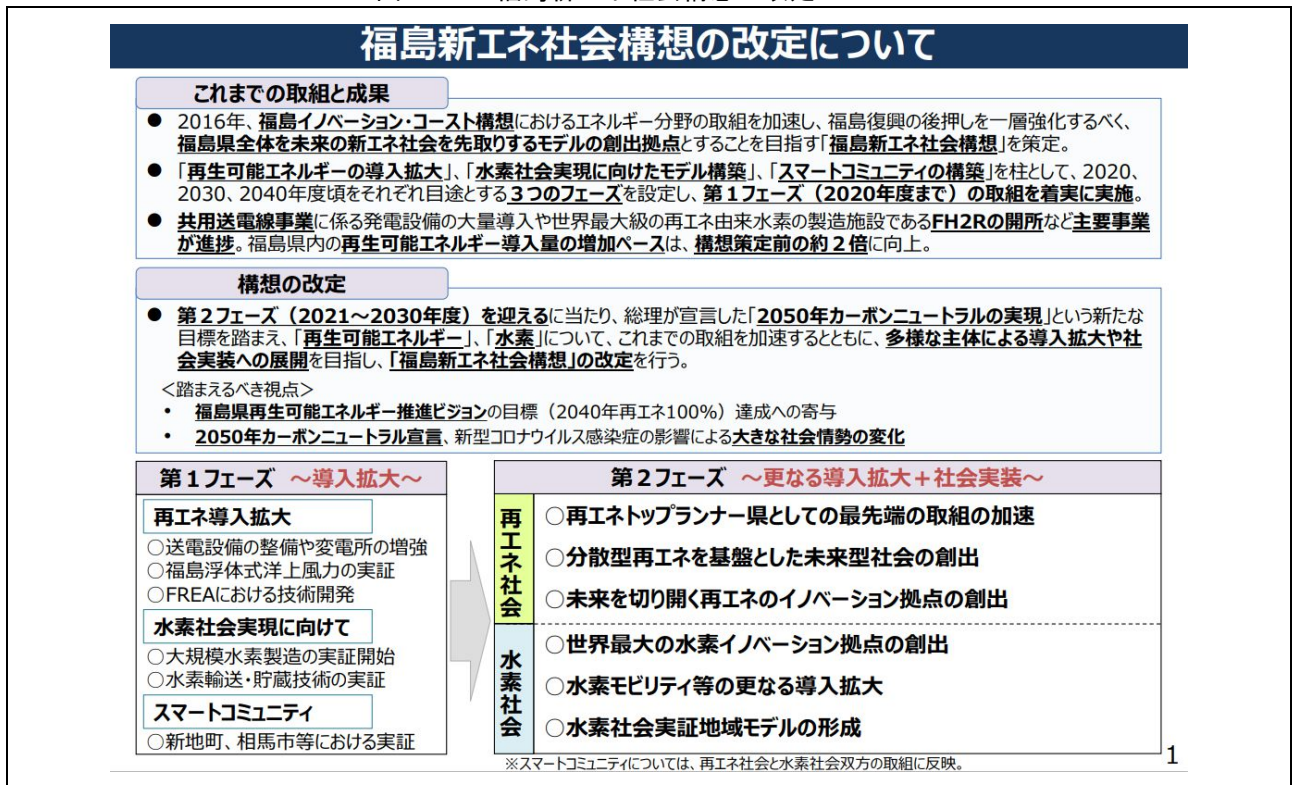 福島新エネ社会構想の改定について
これまでの取組と成果
● 2016年、福島イノベーション・コースト構想におけるエネルギー分野の取組を加速し、福島復興の後押しを一層強化するべく、
福島県全体を未来の新エネ社会を先取りするモデルの創出拠点とすることを目指す「福島新エネ社会構想」を策定。
● 「再生可能エネルギーの導入拡大」、「水素社会実現に向けたモデル構築」、「スマートコミュニティの構築」を柱として、2020、
2030、2040年度頃をそれぞれ目途とする３つのフェーズを設定し、第１フェーズ（2020年度まで）の取組を着実に実施。
● 共用送電線事業に係る発電設備の大量導入や世界最大級の再エネ由来水素の製造施設であるFH2Rの開所など主要事業
が進捗。福島県内の再生可能エネルギー導入量の増加ペースは、構想策定前の約２倍に向上。
構想の改定
● 第２フェーズ（2021～2030年度）を迎えるに当たり、総理が宣言した「2050年カーボンニュートラルの実現」という新たな
目標を踏まえ、「再生可能エネルギー」、「水素」について、これまでの取組を加速するとともに、多様な主体による導入拡大や社
会実装への展開を目指し、「福島新エネ社会構想」の改定を行う。
＜踏まえるべき視点＞
• 福島県再生可能エネルギー推進ビジョンの目標（2040年再エネ100％）達成への寄与
• 2050年カーボンニュートラル宣言、新型コロナウイルス感染症の影響による大きな社会情勢の変化
第１フェーズ ～導入拡大～
再エネ導入拡大
○送電設備の整備や変電所の増強
○福島浮体式洋上風力の実証
○FREAにおける技術開発
水素社会実現に向けて
○大規模水素製造の実証開始
○水素輸送・貯蔵技術の実証
スマートコミュニティ
○新地町、相馬市等における実証
第２フェーズ ～更なる導入拡大＋社会実装～
再エネ社会
○再エネトップランナー県としての最先端の取組の加速
○分散型再エネを基盤とした未来型社会の創出
○未来を切り開く再エネのイノベーション拠点の創出
水素社会
○世界最大の水素イノベーション拠点の創出
○水素モビリティ等の更なる導入拡大
○水素社会実証地域モデルの形成
※スマートコミュニティについては、再エネ社会と水素社会双方の取組に反映。
1